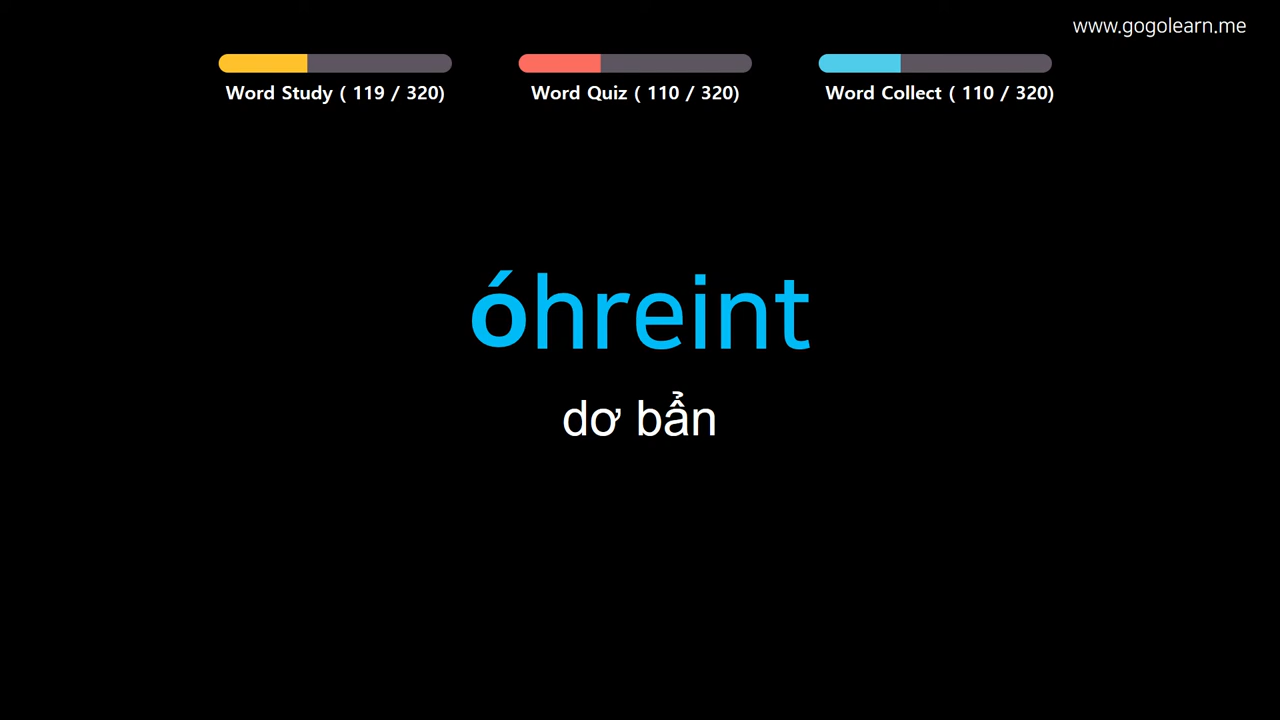 www.gogolearn.me
Word Study ( 119 / 320)
Word Quiz ( 110 / 320)
Word Collect ( 110 / 320)
óhreint
dơ bẩn